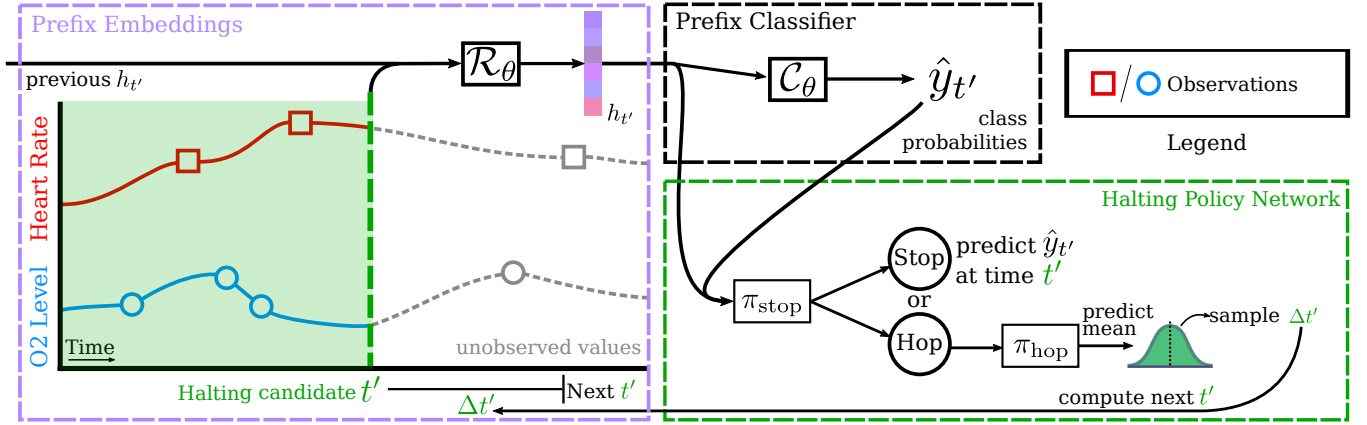 Prefix Embeddings
previous h_{t'}
R_θ
h_{t'}
Heart Rate
O2 Level
Time
unobserved values
Halting candidate t'
Next t'
Δt'
Prefix Classifier
C_θ
ŷ_{t'}
class
probabilities
/
Observations
Legend
Halting Policy Network
π_stop
Stop
or
Hop
predict ŷ_{t'}
at time t'
π_hop
predict
mean
sample
Δt'
compute next t'